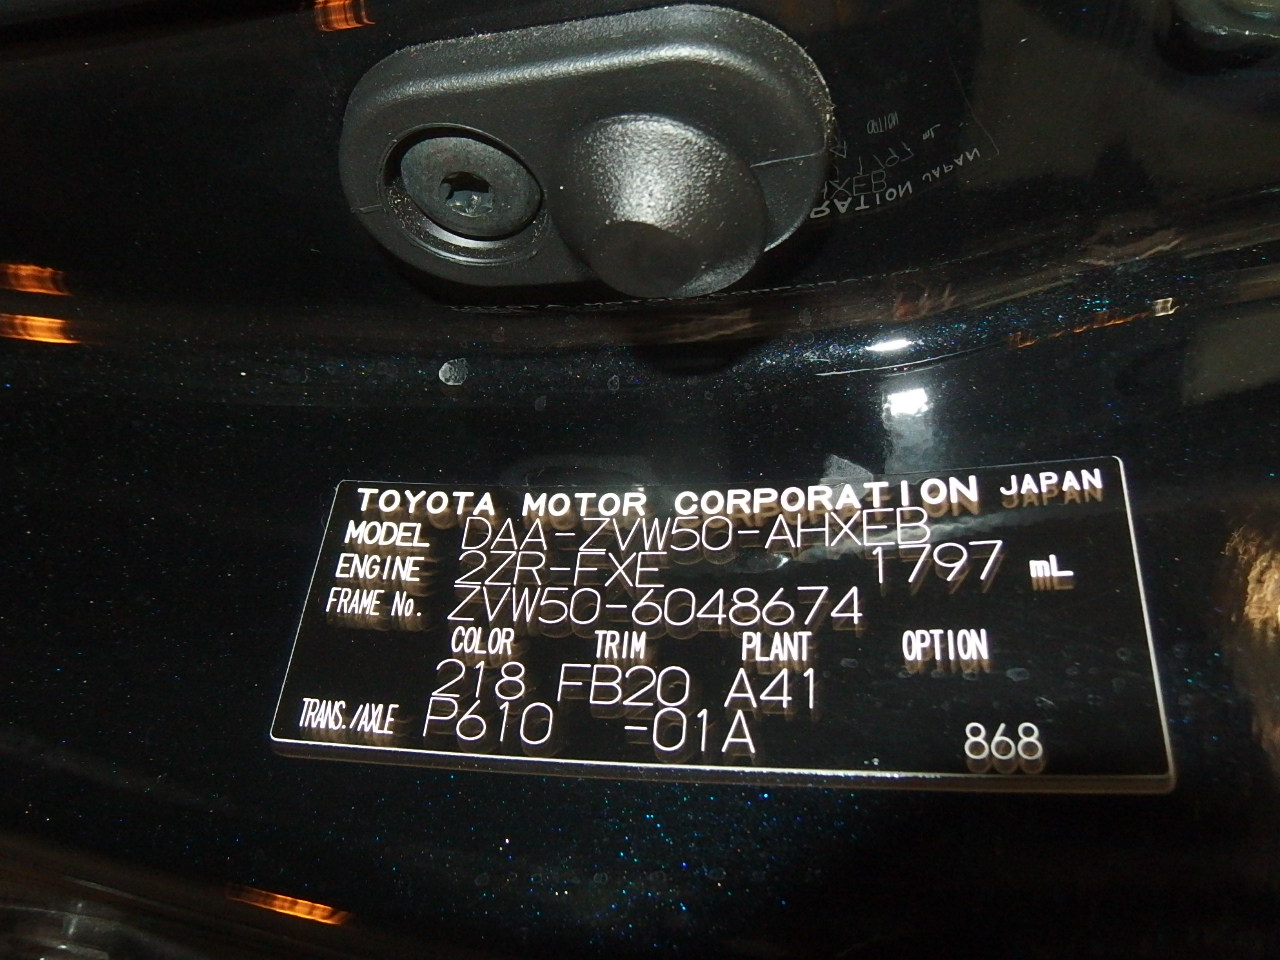 TOYOTA MOTOR CORPORATION JAPAN
MODEL DAA-ZVW50-AHXEB
ENGINE 2ZR-FXE 1797 mL
FRAME No. ZVW50-6048674
COLOR TRIM PLANT OPTION
218 FB20 A41
TRANS./AXLE P610 -01A
868